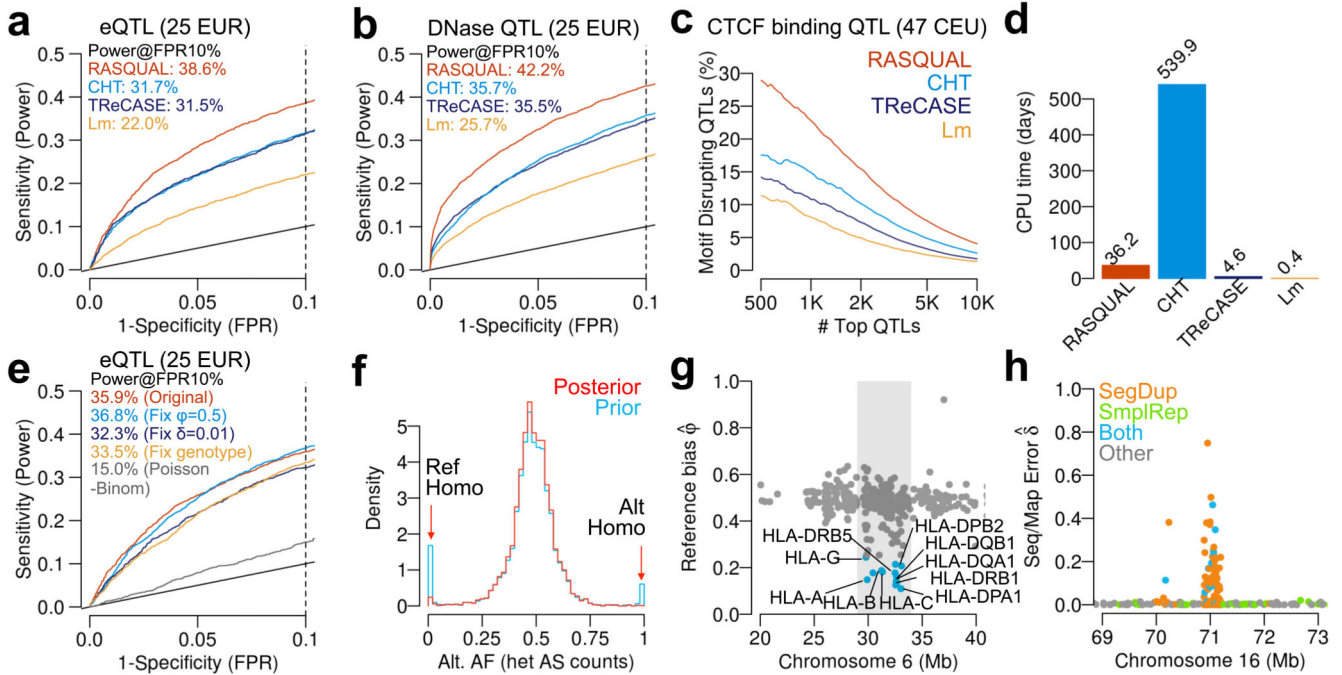 a
eQTL (25 EUR)
Power@FPR10%
RASQUAL: 38.6%
CHT: 31.7%
TReCASE: 31.5%
Lm: 22.0%
Sensitivity (Power)
0.5
0.4
0.3
0.2
0.1
0.0
0.0
0.05
0.1
1-Specificity (FPR)
b
DNase QTL (25 EUR)
Power@FPR10%
RASQUAL: 42.2%
CHT: 35.7%
TReCASE: 35.5%
Lm: 25.7%
Sensitivity (Power)
0.5
0.4
0.3
0.2
0.1
0.0
0.0
0.05
0.1
1-Specificity (FPR)
c
CTCF binding QTL (47 CEU)
RASQUAL
CHT
TReCASE
Lm
Motif Disrupting QTLs (%)
30
25
20
15
10
5
0
500
1K
2K
5K
10K
# Top QTLs
d
CPU time (days)
500
400
300
200
100
0
36.2
539.9
4.6
0.4
RASQUAL
CHT
TReCASE
Lm
e
eQTL (25 EUR)
Power@FPR10%
35.9% (Original)
36.8% (Fix φ=0.5)
32.3% (Fix δ=0.01)
33.5% (Fix genotype)
15.0% (Poisson
-Binom)
Sensitivity (Power)
0.5
0.4
0.3
0.2
0.1
0.0
0.0
0.05
0.1
1-Specificity (FPR)
f
Posterior
Prior
Ref
Homo
Alt
Homo
Density
5
4
3
2
1
0
0
0.25
0.5
0.75
1
Alt. AF (het AS counts)
g
Reference bias φ̂
1.0
0.8
0.6
0.4
0.2
0.0
HLA-DRB5
HLA-G
HLA-A
HLA-B
HLA-C
HLA-DPB2
HLA-DQB1
HLA-DQA1
HLA-DRB1
HLA-DPA1
20
25
30
35
40
Chromosome 6 (Mb)
h
SegDup
SmplRep
Both
Other
Seq/Map Error δ̂
1.0
0.8
0.6
0.4
0.2
0.0
69
70
71
72
73
Chromosome 16 (Mb)